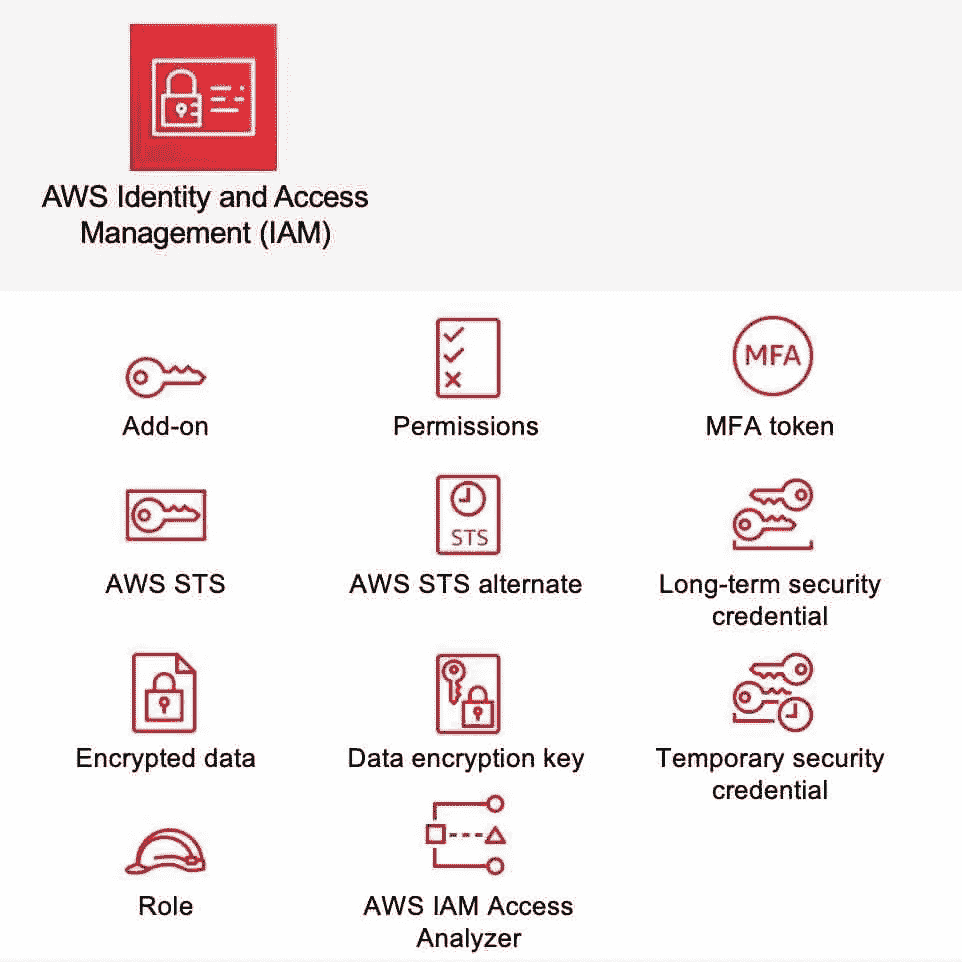 AWS Identity and Access
Management (IAM)
Add-on
Permissions
MFA
MFA token
AWS STS
STS
AWS STS alternate
Long-term security
credential
Encrypted data
Data encryption key
Temporary security
credential
Role
AWS IAM Access
Analyzer